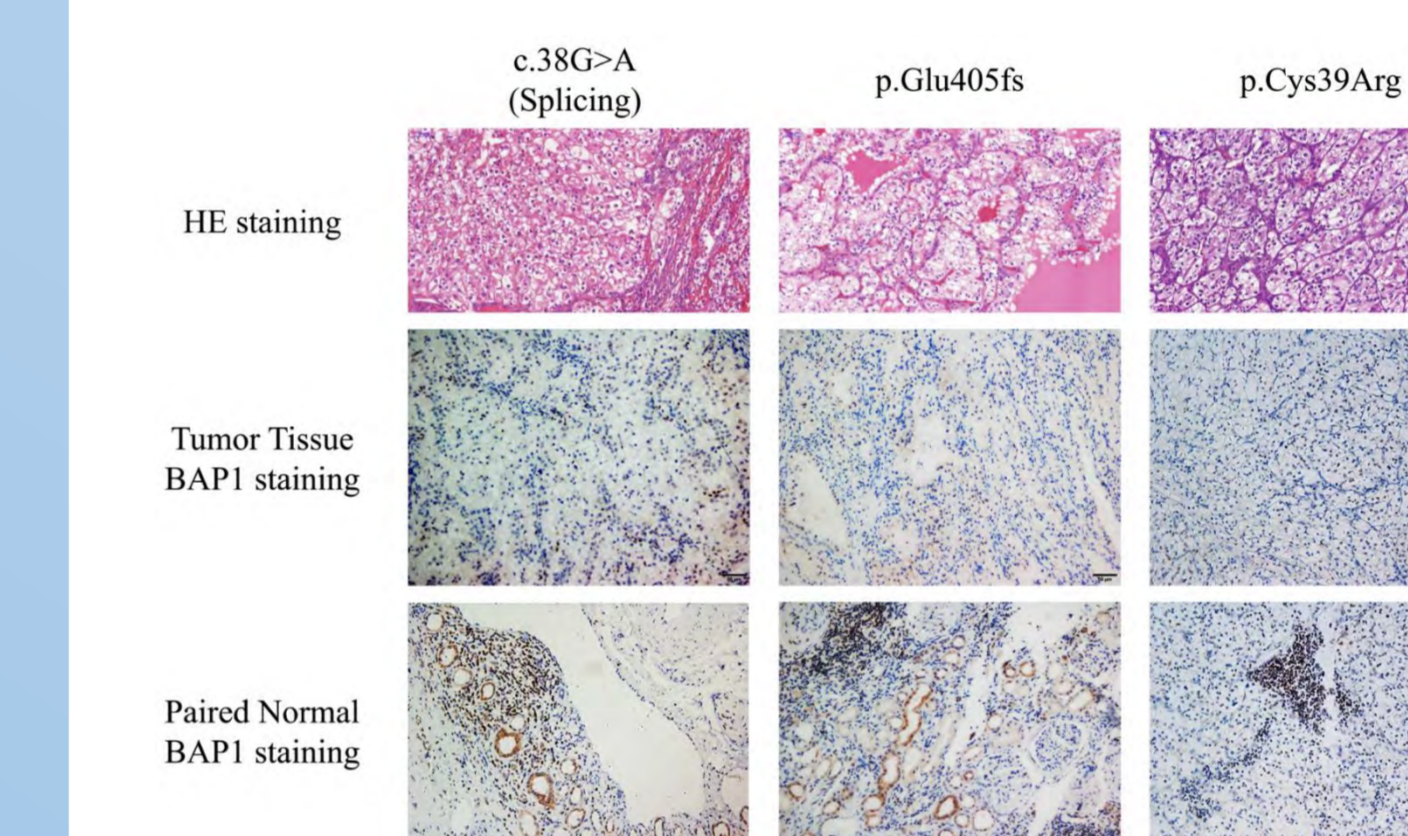 c.38G>A
(Splicing)
p.Glu405fs
p.Cys39Arg
HE staining
Tumor Tissue
BAP1 staining
Paired Normal
BAP1 staining